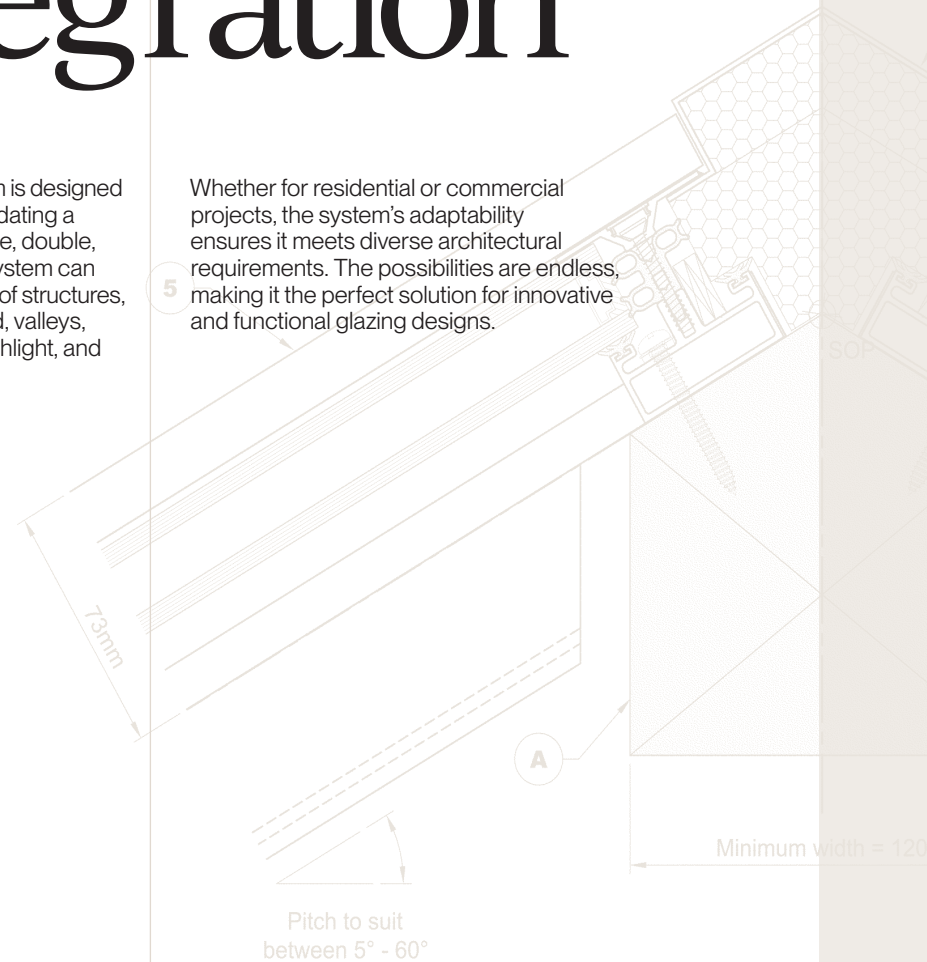 egration
n is designed
dating a
e, double,
ystem can
of structures,
d, valleys,
hlight, and
Whether for residential or commercial
projects, the system’s adaptability
ensures it meets diverse architectural
requirements. The possibilities are endless,
making it the perfect solution for innovative
and functional glazing designs.
5
SOP
73mm
A
Minimum width = 120
Pitch to suit
between 5° - 60°